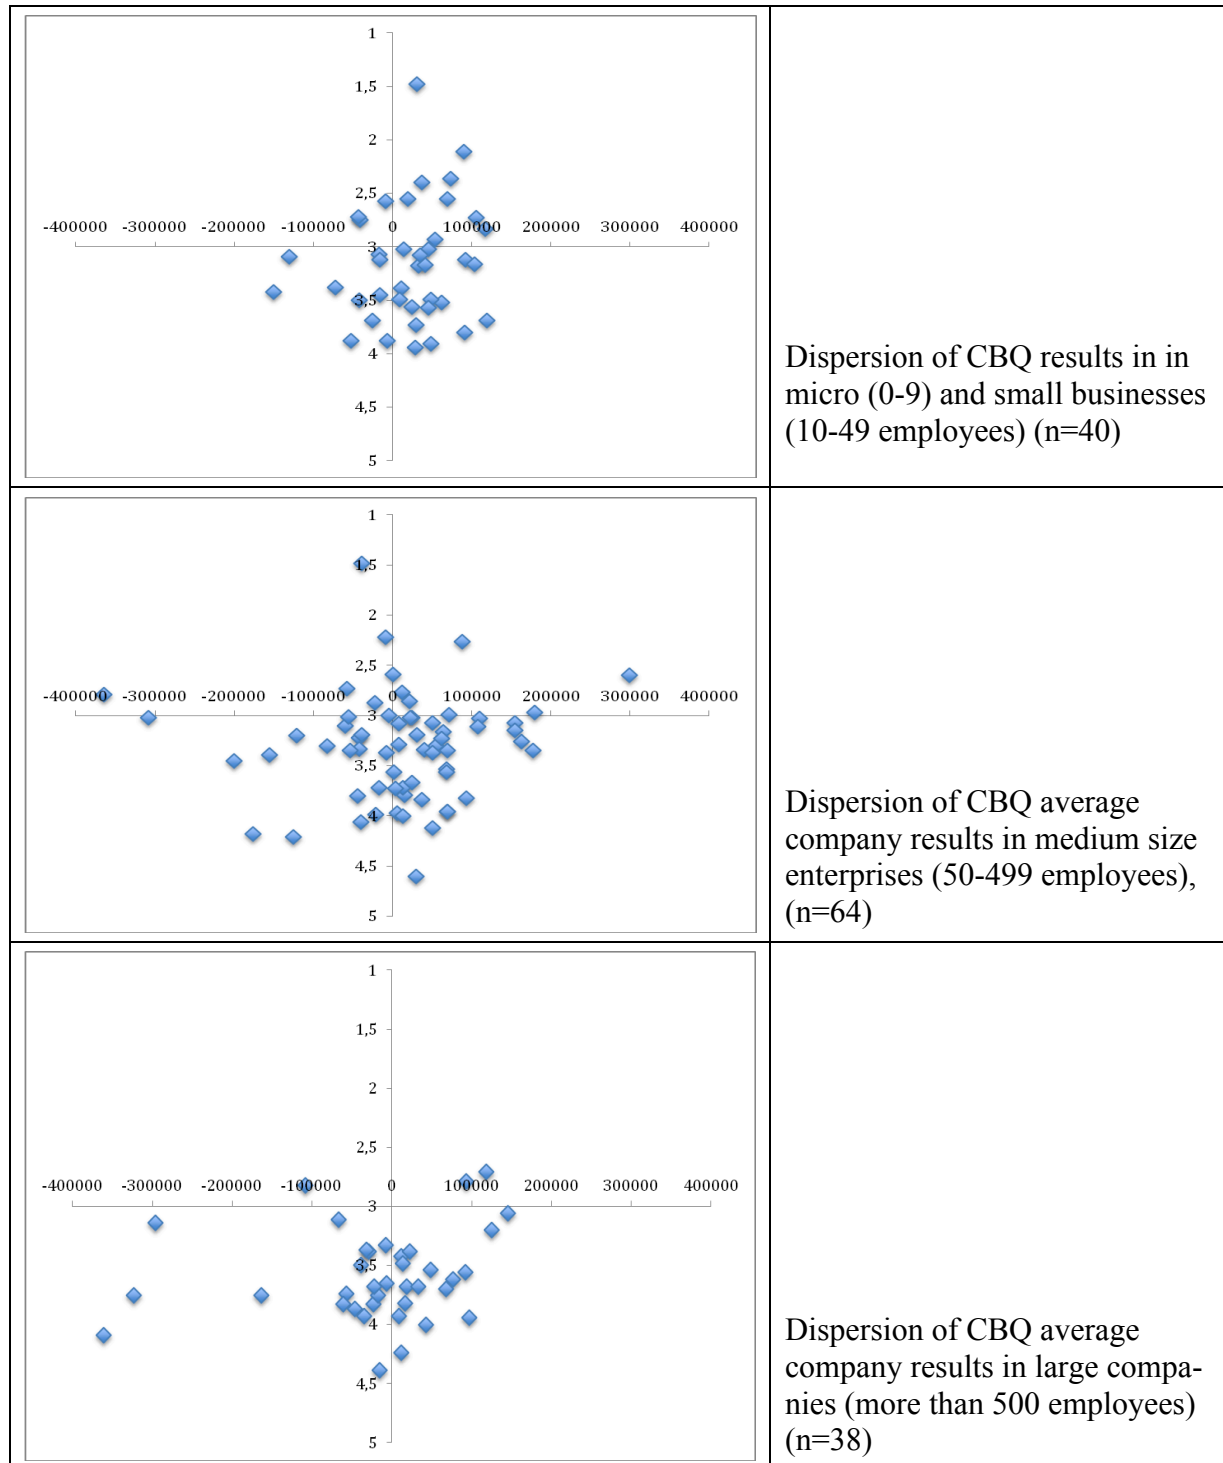 1
1,5
2
2,5
-400000 -300000 -200000 -100000 0 100000 200000 300000 400000
3
3,5
4
4,5
5
Dispersion of CBQ results in in
micro (0-9) and small businesses
(10-49 employees) (n=40)
1
1,5
2
2,5
-400000 -300000 -200000 -100000 0 100000 200000 300000 400000
3
3,5
4
4,5
5
Dispersion of CBQ average
company results in medium size
enterprises (50-499 employees),
(n=64)
1
1,5
2
2,5
-400000 -300000 -200000 -100000 0 100000 200000 300000 400000
3
3,5
4
4,5
5
Dispersion of CBQ average
company results in large compa-
nies (more than 500 employees)
(n=38)